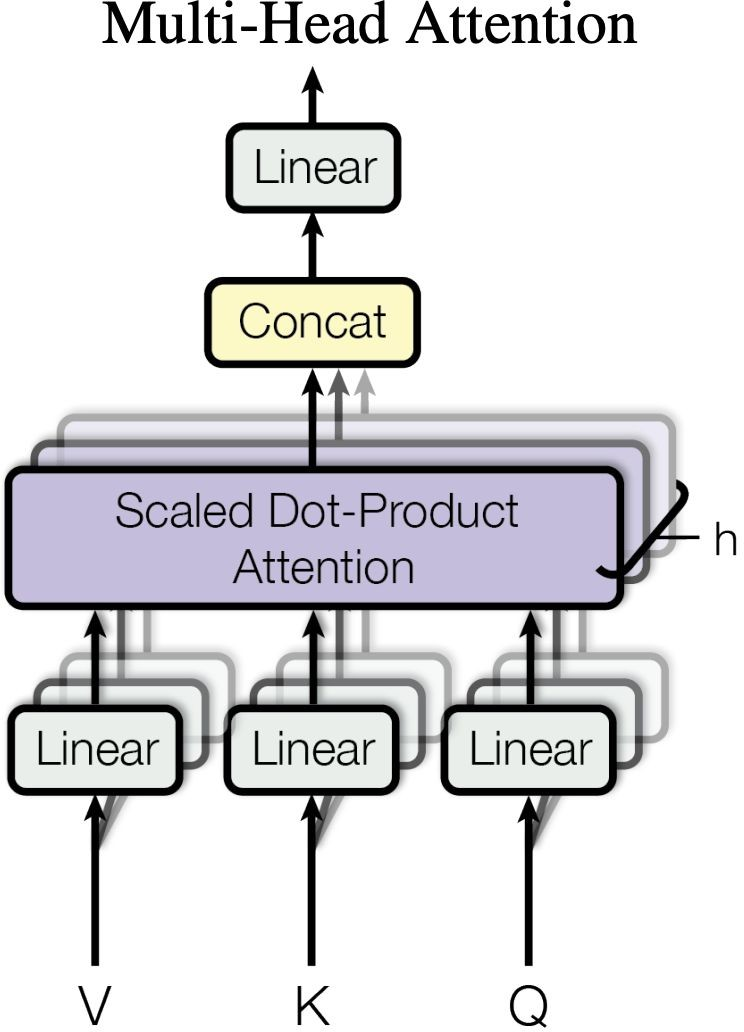 Multi-Head Attention
Linear
Concat
Scaled Dot-Product
Attention
h
Linear Linear Linear
V K Q